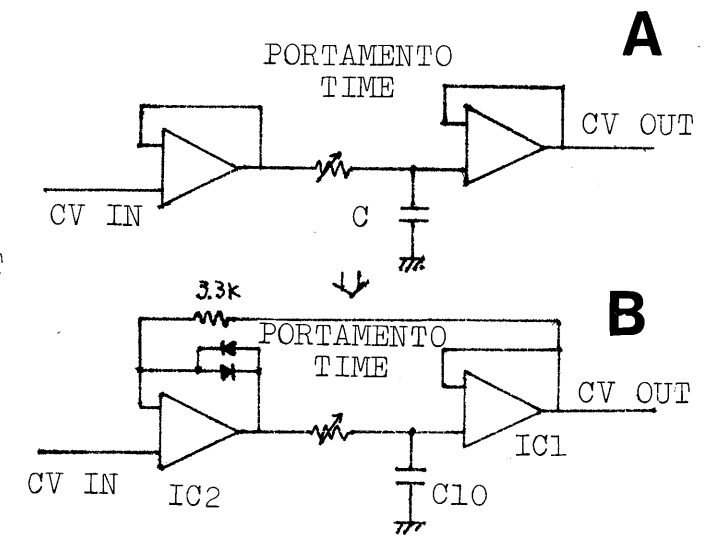 A
PORTAMENTO
TIME
CV OUT
CV IN
C
3.3K
B
PORTAMENTO
TIME
CV OUT
IC1
CV IN
IC2
C10